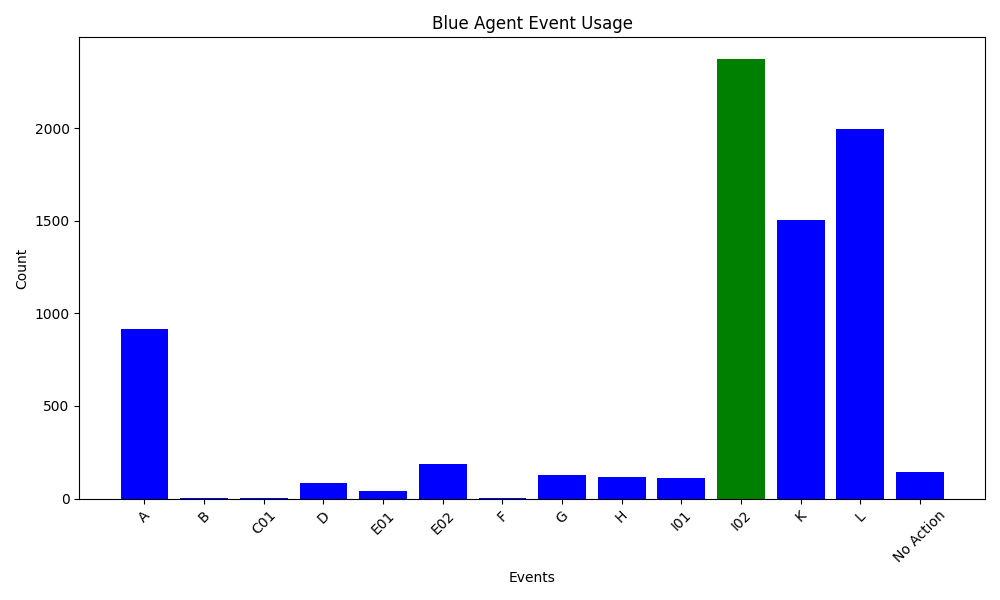 Blue Agent Event Usage
Count
2000
1500
1000
500
0
A
B
C01
D
E01
E02
F
G
H
I01
I02
K
L
No Action
Events